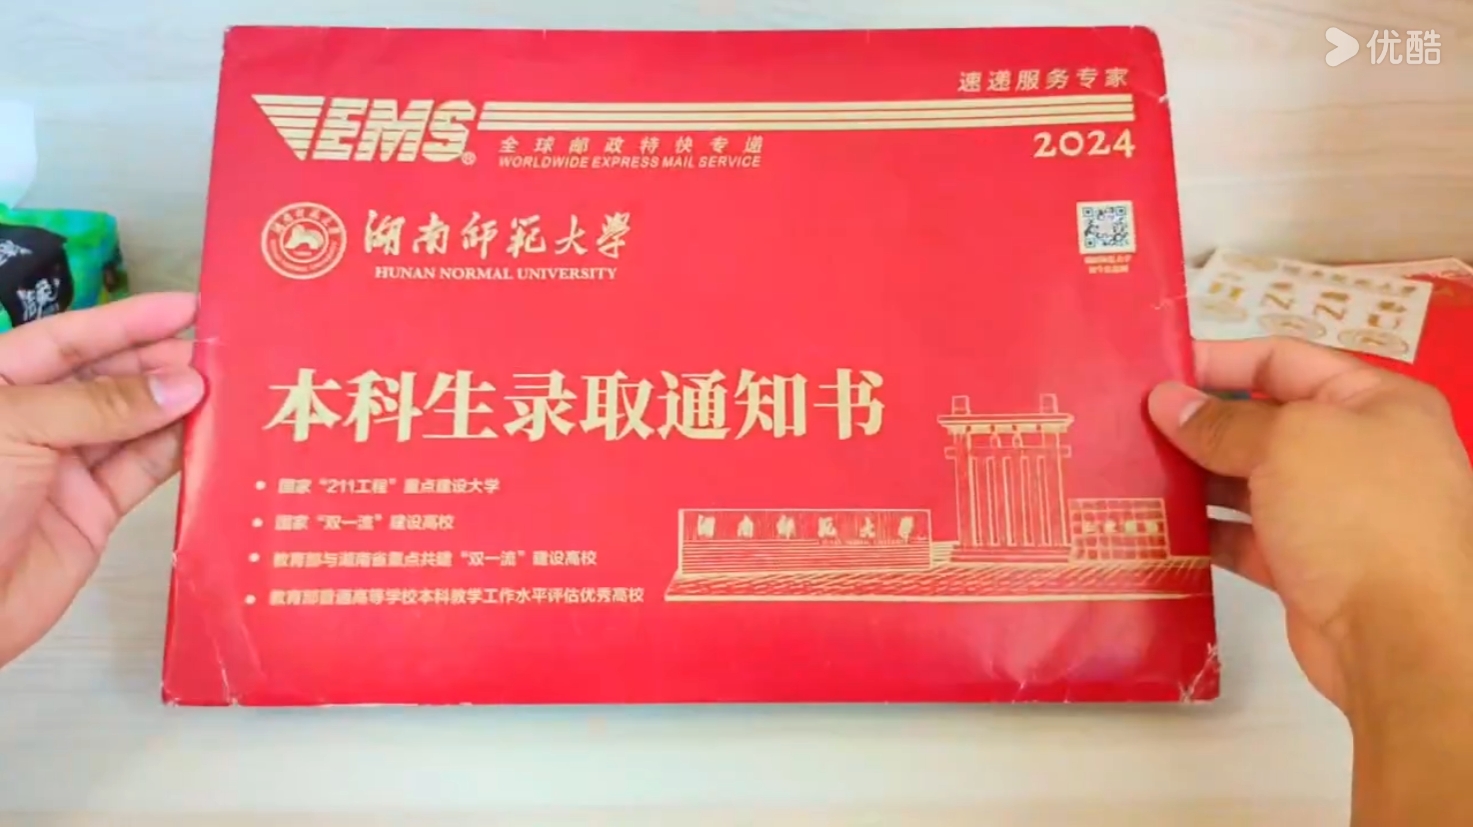 优酷
速递服务专家
EMS®
全球邮政特快专递
WORLDWIDE EXPRESS MAIL SERVICE
2024
湖南师范大学
HUNAN NORMAL UNIVERSITY
本科生录取通知书
国家“211工程”重点建设大学
国家“双一流”建设高校
教育部与湖南省重点共建“双一流”建设高校
教育部普通高等学校本科教学工作水平评估优秀高校
湖南师范大学